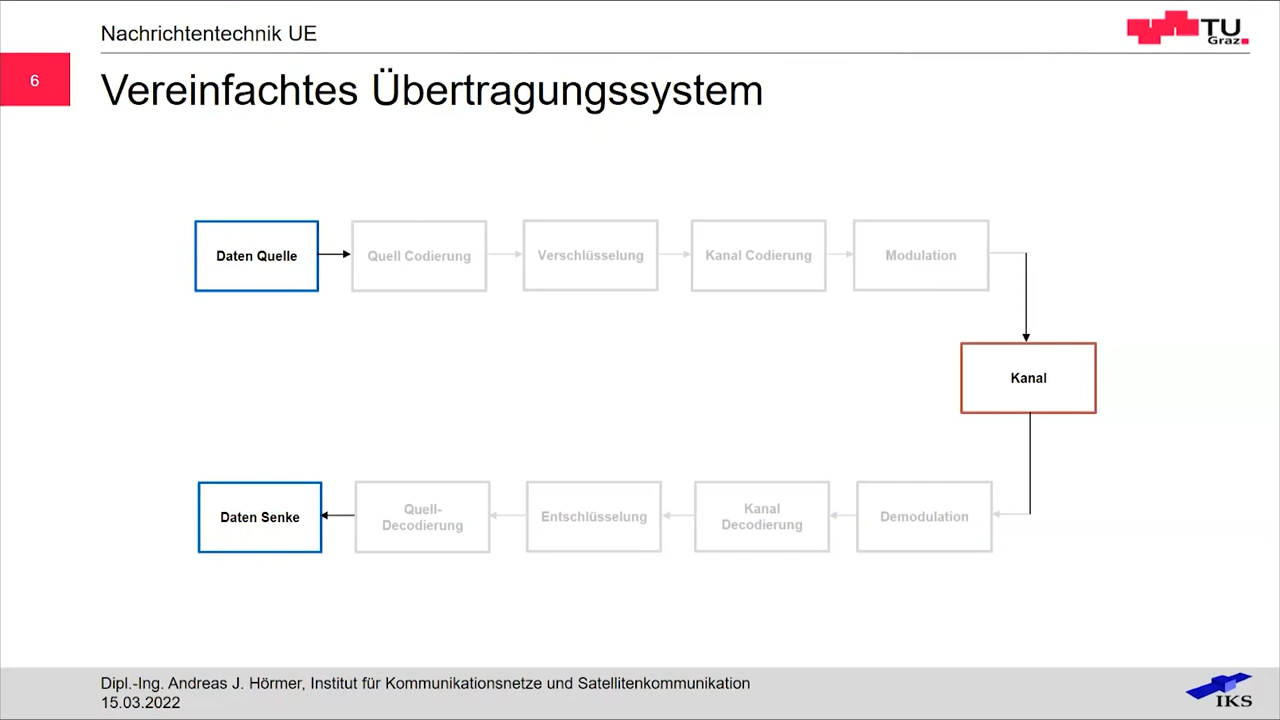 Nachrichtentechnik UE
TU
Graz
6
Vereinfachtes Übertragungssystem
Daten Quelle
Quell Codierung
Verschlüsselung
Kanal Codierung
Modulation
Kanal
Daten Senke
Quell-
Decodierung
Entschlüsselung
Kanal
Decodierung
Demodulation
Dipl.-Ing. Andreas J. Hörmer, Institut für Kommunikationsnetze und Satellitenkommunikation
15.03.2022
IKS